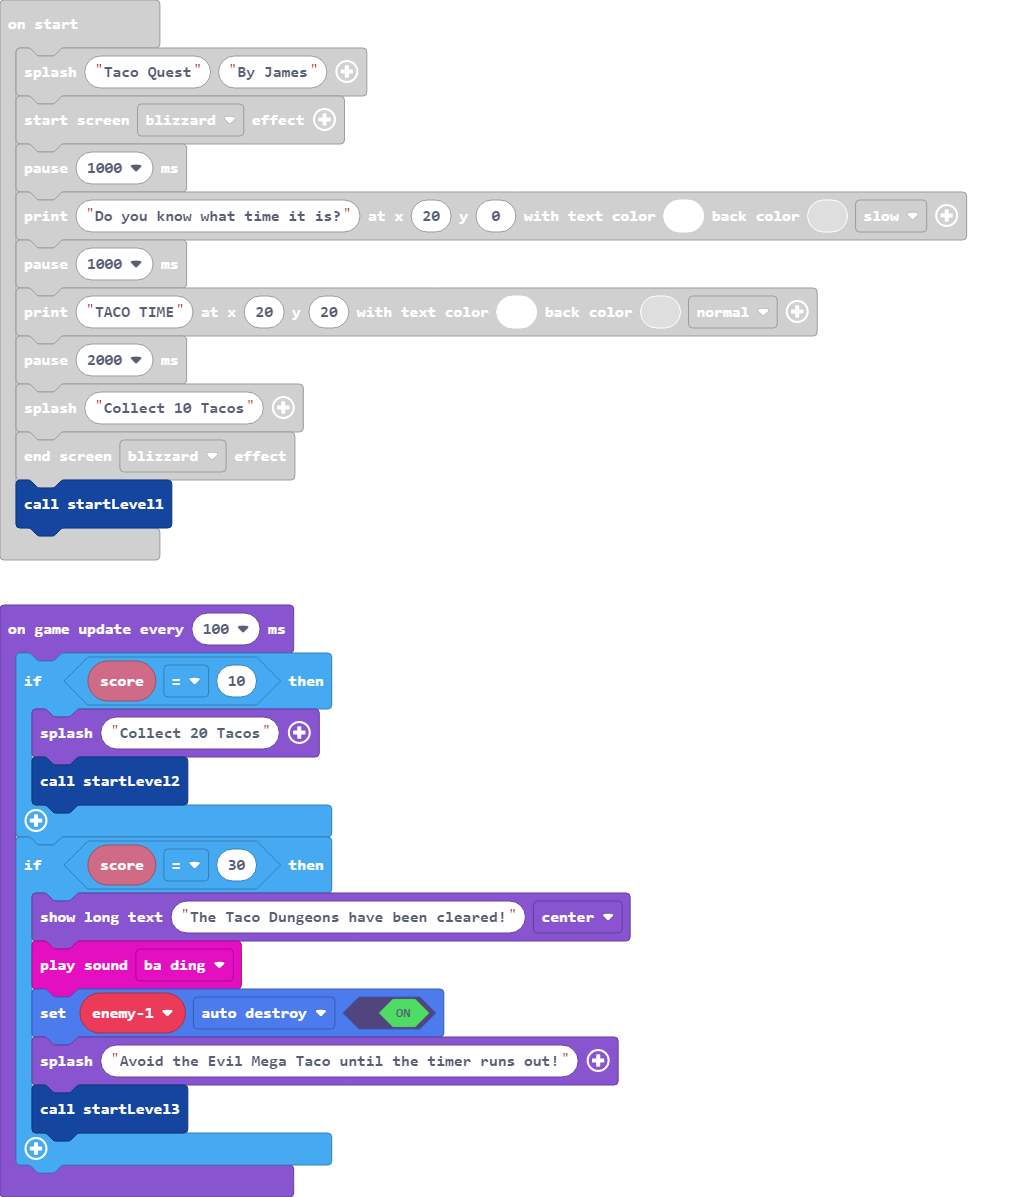 on start
splash "Taco Quest" "By James"
start screen blizzard effect
pause 1000 ms
print "Do you know what time it is?" at x 20 y 0 with text color back color slow
pause 1000 ms
print "TACO TIME" at x 20 y 20 with text color back color normal
pause 2000 ms
splash "Collect 10 Tacos"
end screen blizzard effect
call startLevel1
on game update every 100 ms
if score = 10 then
splash "Collect 20 Tacos"
call startLevel2
if score = 30 then
show long text "The Taco Dungeons have been cleared!" center
play sound ba ding
set enemy-1 auto destroy ON
splash "Avoid the Evil Mega Taco until the timer runs out!"
call startLevel3